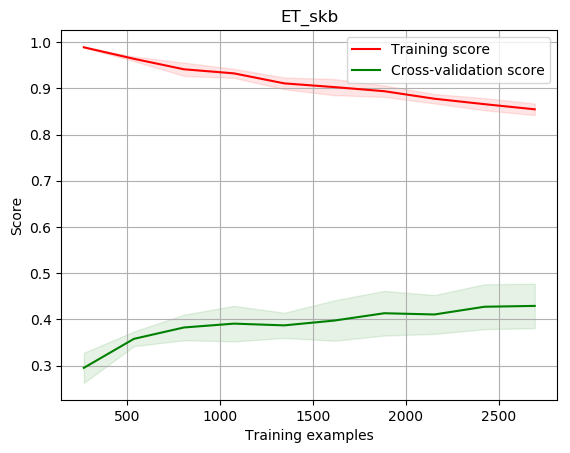 ET_skb
Training score
Cross-validation score
1.0
0.9
0.8
0.7
0.6
0.5
0.4
0.3
Score
500
1000
1500
2000
2500
Training examples